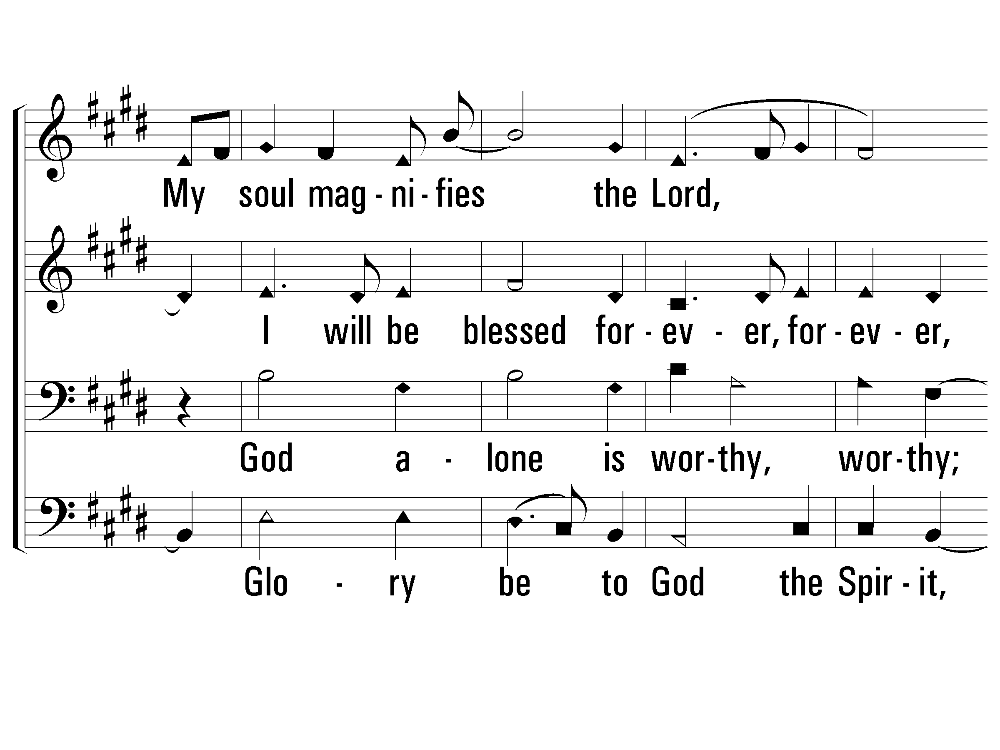 My soul mag - ni - fies the Lord,
I will be blessed for - ev - er, for - ev - er,
God a - lone is wor - thy, wor - thy;
Glo - ry be to God the Spir - it,